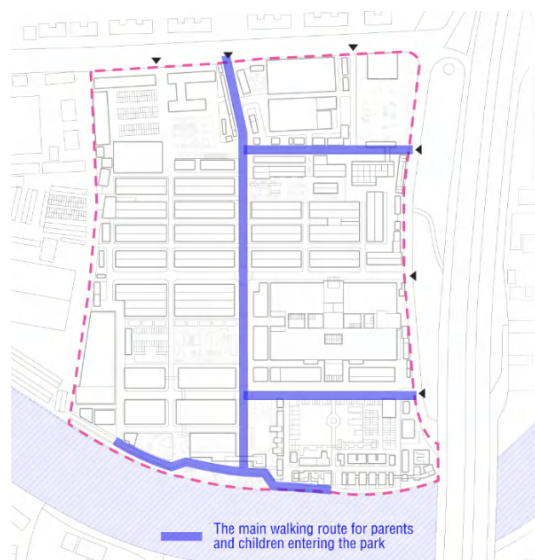 The main walking route for parents
and children entering the park